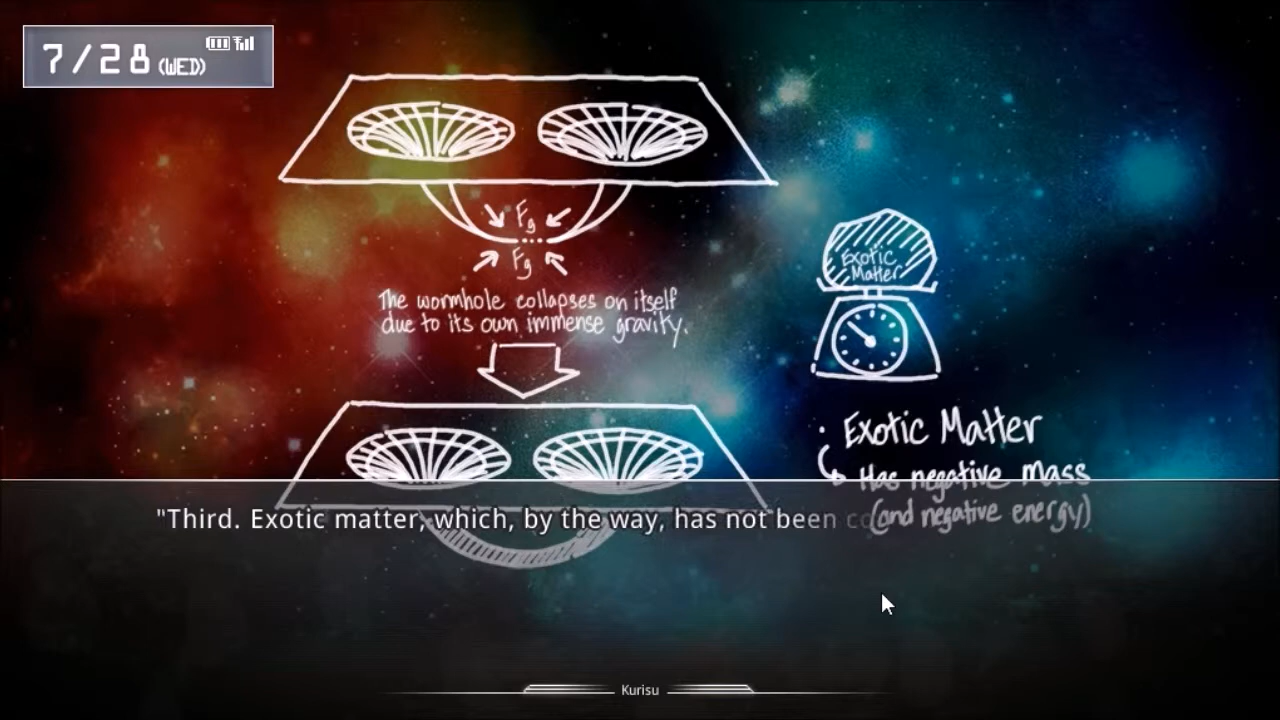 7/28 (WED)
Fg
Fg
The wormhole collapses on itself
due to its own immense gravity.
Exotic
Matter
• Exotic Matter
Has negative mass
(and negative energy)
"Third. Exotic matter, which, by the way, has not been
Kurisu